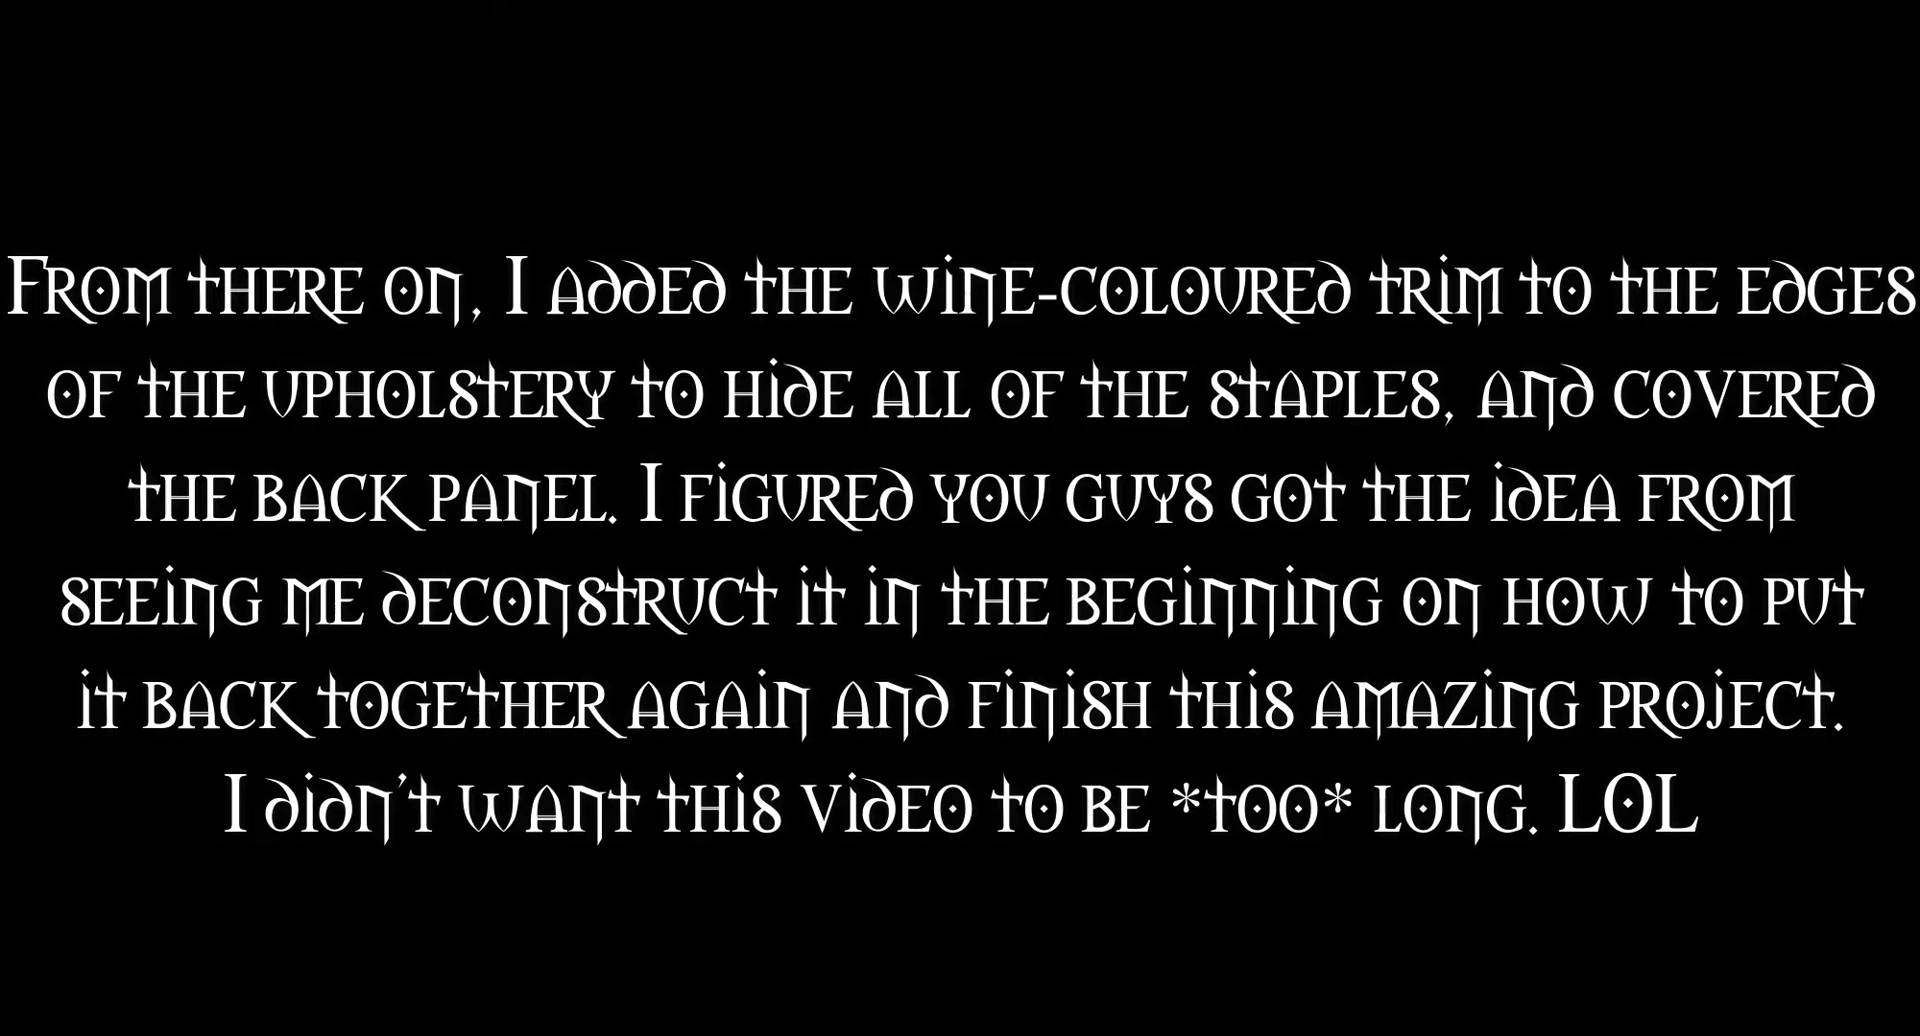 From there on, I added the wine-coloured trim to the edges
of the upholstery to hide all of the staples, and covered
the back panel. I figured you guys got the idea from
seeing me deconstruct it in the beginning on how to put
it back together again and finish this amazing project.
I didn't want this video to be *too* long. LOL